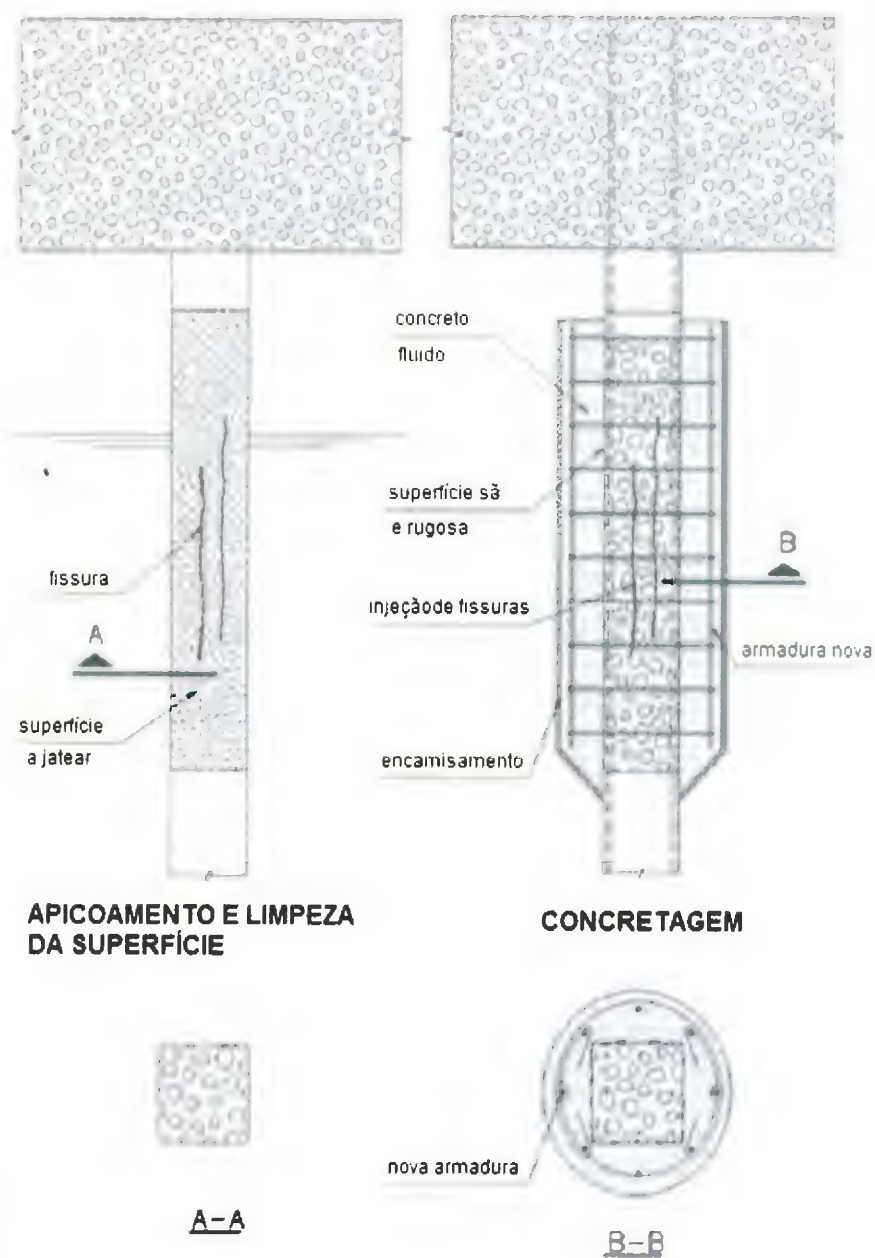 concreto
fluido
superfície sã
e rugosa
fissura
injeçãode fissuras
B
A
armadura nova
superfície
a jatear
encamisamento
APICOAMENTO E LIMPEZA
DA SUPERFÍCIE
CONCRETAGEM
nova armadura
A-A
B-B